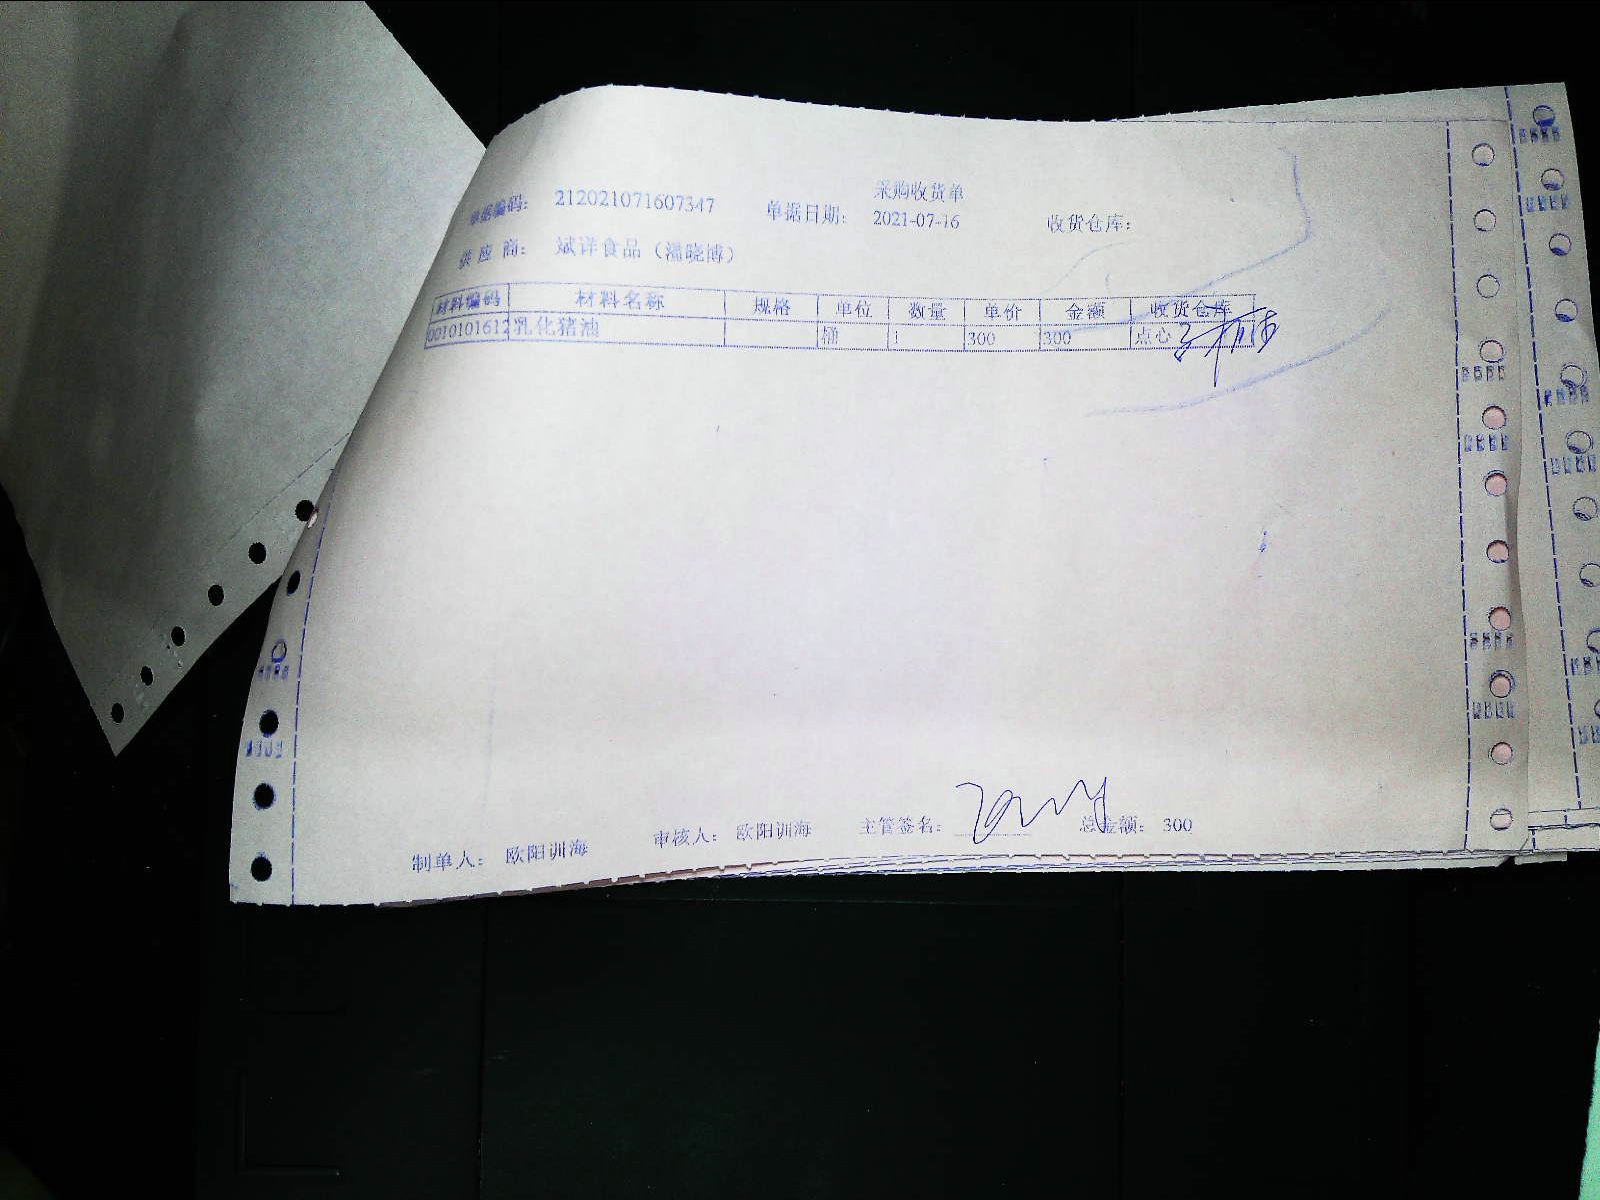 采购收货单
单据编码: 212021071607347 单据日期: 2021-07-16 收货仓库:
供应商: 斌详食品（潘晓博）
材料编码 材料名称 规格 单位 数量 单价 金额 收货仓库
0010101612 乳化猪油 桶 1 300 300 点心
制单人: 欧阳训海 审核人: 欧阳训海 主管签名: 总金额: 300